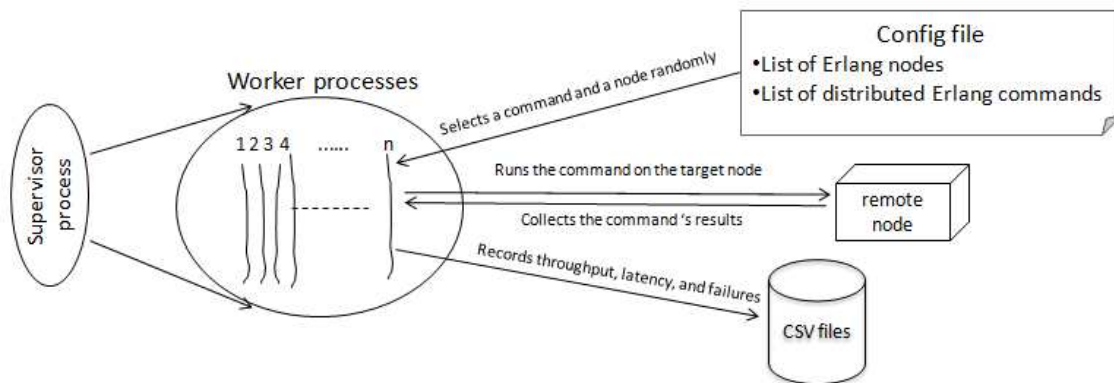 Config file
•List of Erlang nodes
•List of distributed Erlang commands
Selects a command and a node randomly
Worker processes
1 2 3 4 ...... n
Supervisor
process
Runs the command on the target node
Collects the command 's results
remote
node
Records throughput, latency, and failures
CSV files